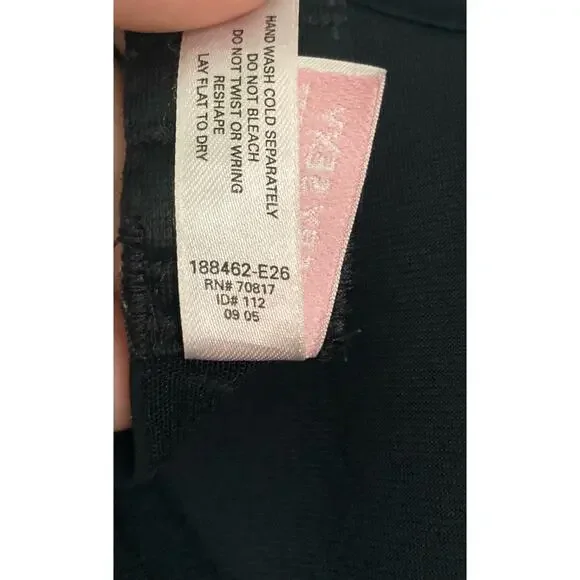 HAND WASH COLD SEPARATELY
DO NOT BLEACH
DO NOT TWIST OR WRING
RESHAPE
LAY FLAT TO DRY
188462-E26
RN# 70817
ID# 112
09 05